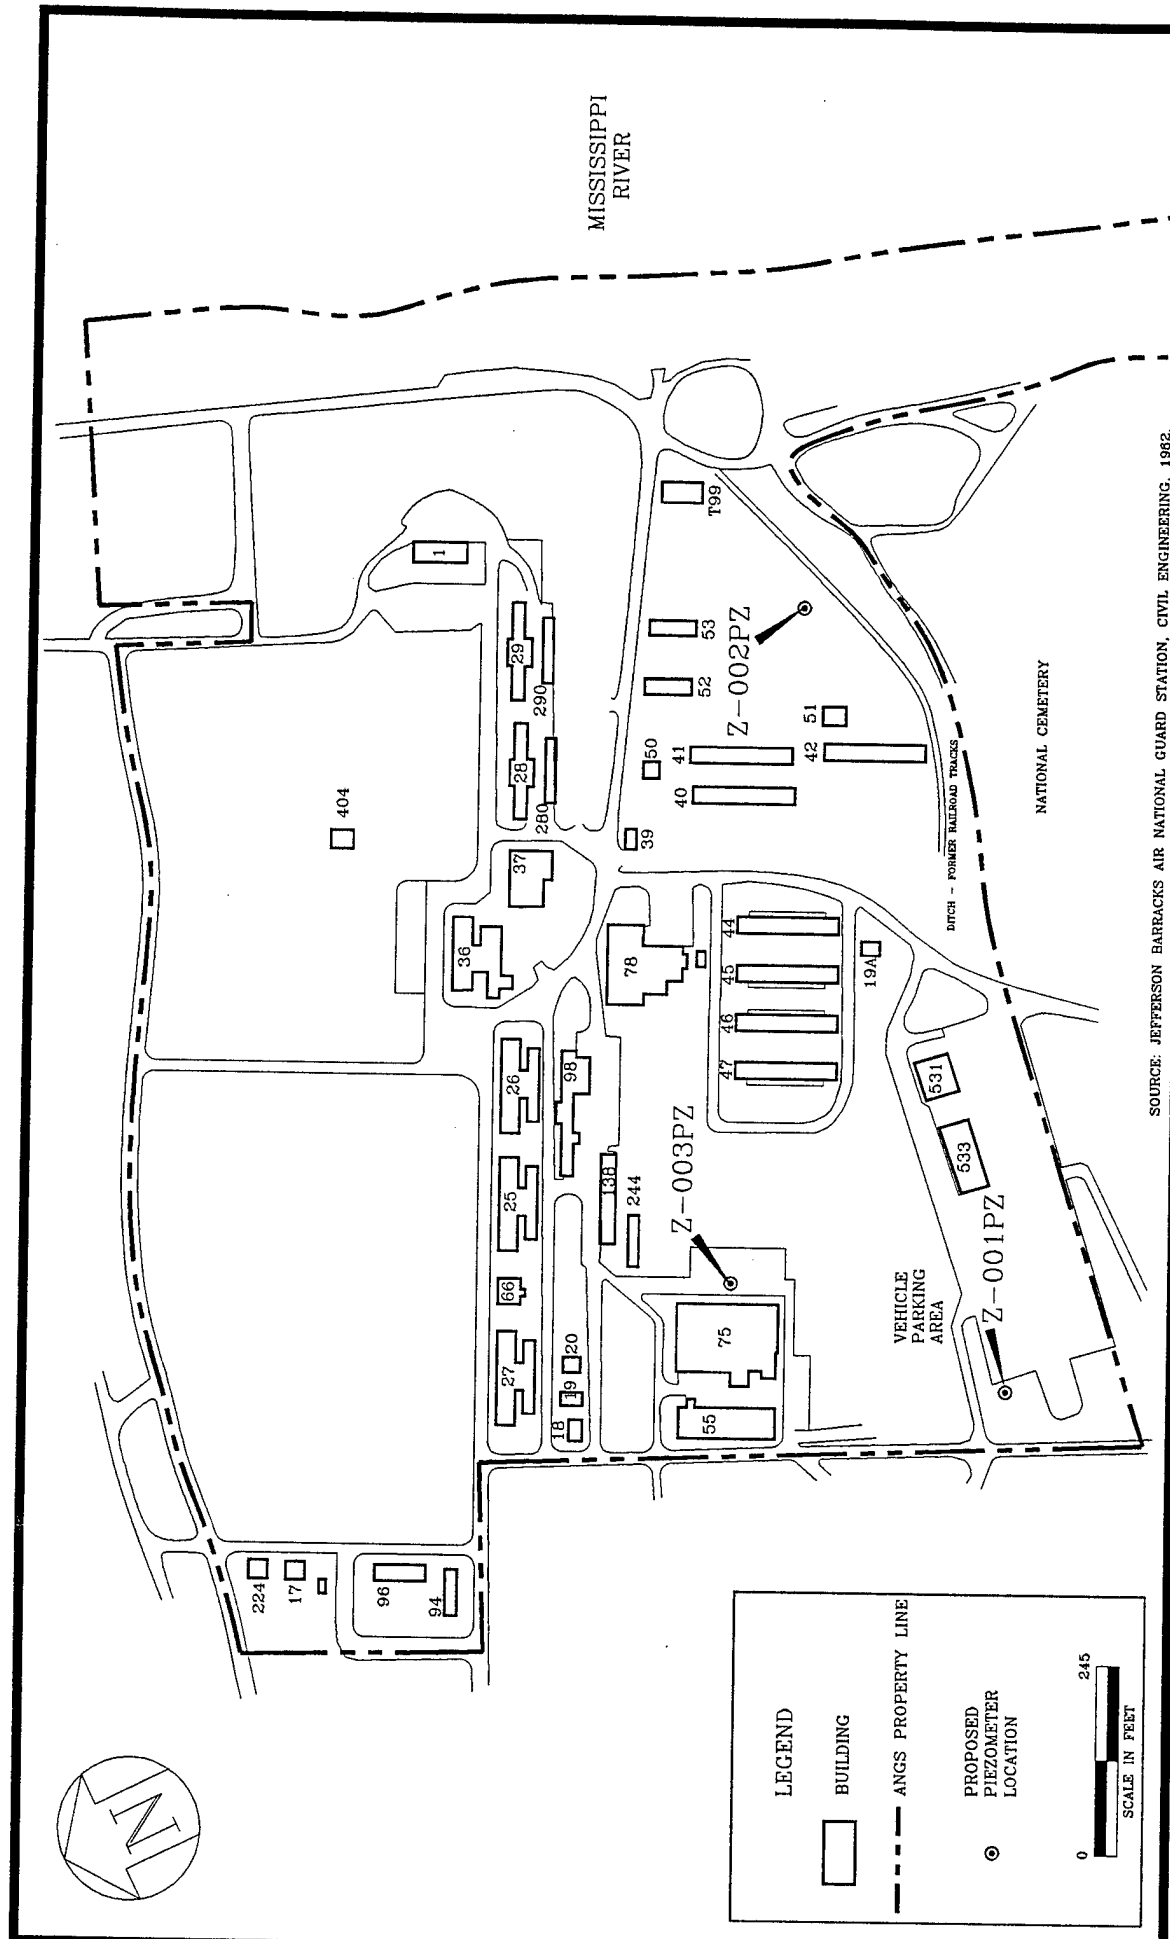 MISSISSIPPI
RIVER
404
1
29
290
28
280
37
36
26
25
66
27
98
138
244
20
19
18
224
17
96
94
T99
53
52
50
51
41
42
40
39
78
44
45
46
47
19A
531
533
75
55
Z-002PZ
Z-003PZ
Z-001PZ
VEHICLE
PARKING
AREA
DITCH - FORMER RAILROAD TRACKS
NATIONAL CEMETERY
N
LEGEND
BUILDING
ANGS PROPERTY LINE
PROPOSED
PIEZOMETER
LOCATION
0 245
SCALE IN FEET
SOURCE: JEFFERSON BARRACKS AIR NATIONAL GUARD STATION, CIVIL ENGINEERING, 1982.